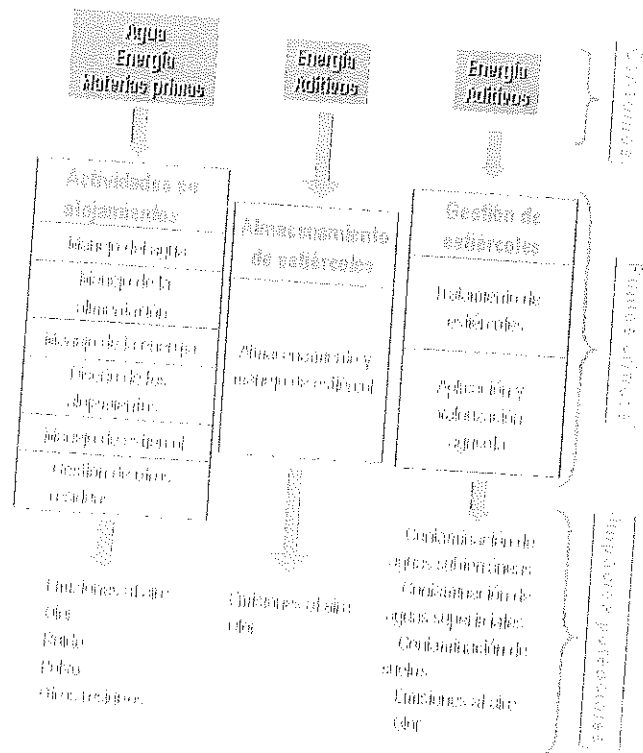 Agua
Energía
Materias primas
Energía
Aditivos
Energía
Aditivos
Consumos
Actividades en
alojamientos
Manejo del agua
Manejo de la
alimentación
Manejo de la energía
Diseño de los
alojamientos
Manejo de
Gestión de otros
residuos
Almacenamiento
de estiércoles
Almacenamiento y
manejo de estiércol
Gestión de
estiércoles
Tratamiento de
estiércoles
Aplicación y
valorización
agrícola
Emisiones al aire
olor
Ruido
Polvo
Otros residuos
Emisiones al aire
olor
Contaminación de
aguas subterráneas
Contaminación de
aguas superficiales
Contaminación de
suelos
Emisiones al aire
olor